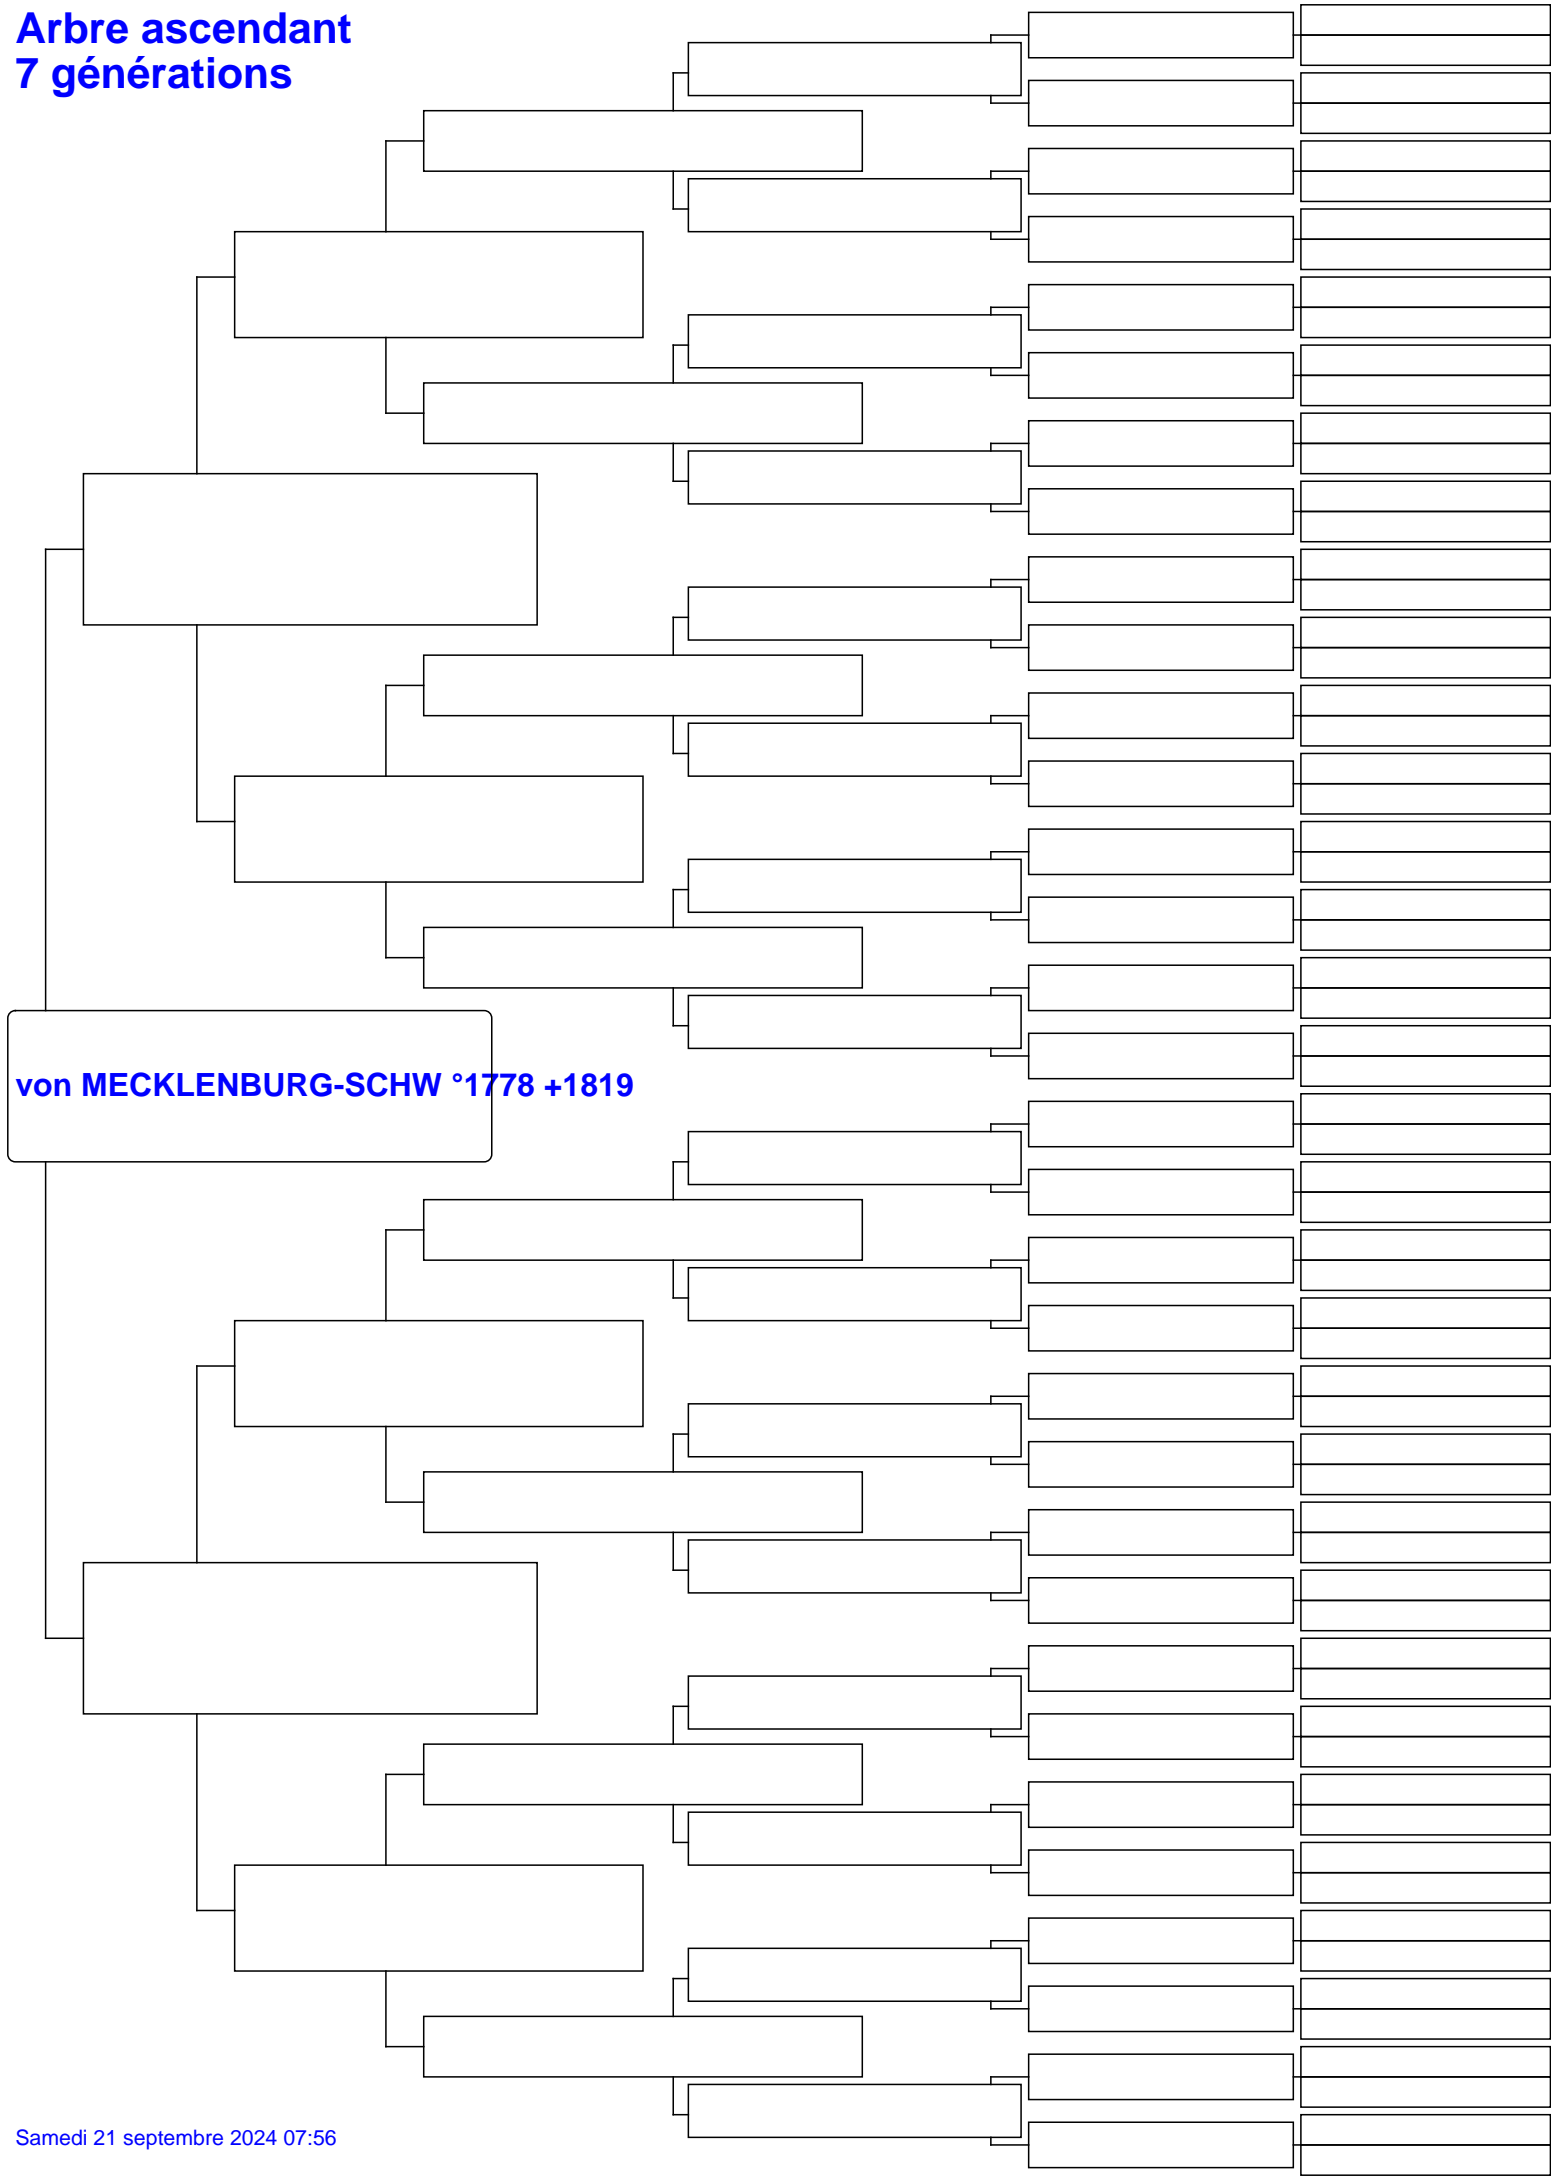 Arbre ascendant
7 générations
von MECKLENBURG-SCHW °1778 +1819
Samedi 21 septembre 2024 07:56